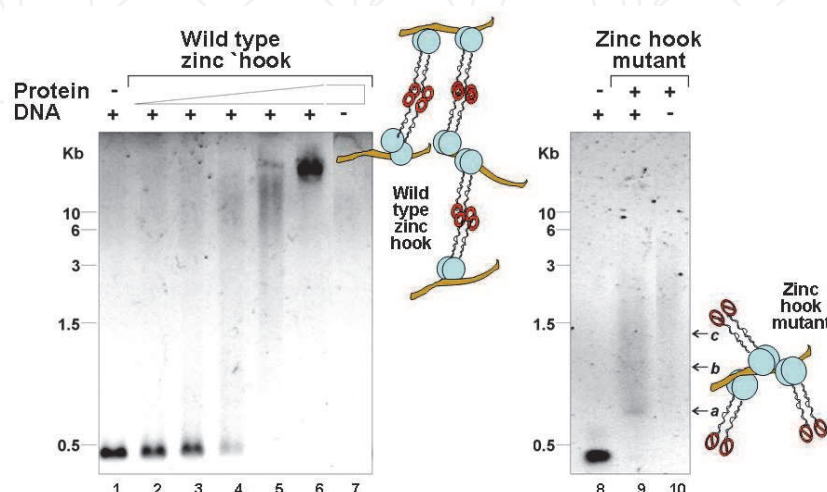 Wild type
zinc `hook
Protein - 
DNA + + + + + + -
Kb
10
6
3
1.5
0.5
1 2 3 4 5 6 7
Wild
type
zinc
hook
Zinc hook
mutant
- + +
+ + -
Kb
10
6
3
1.5
0.5
c
b
a
8 9 10
Zinc
hook
mutant